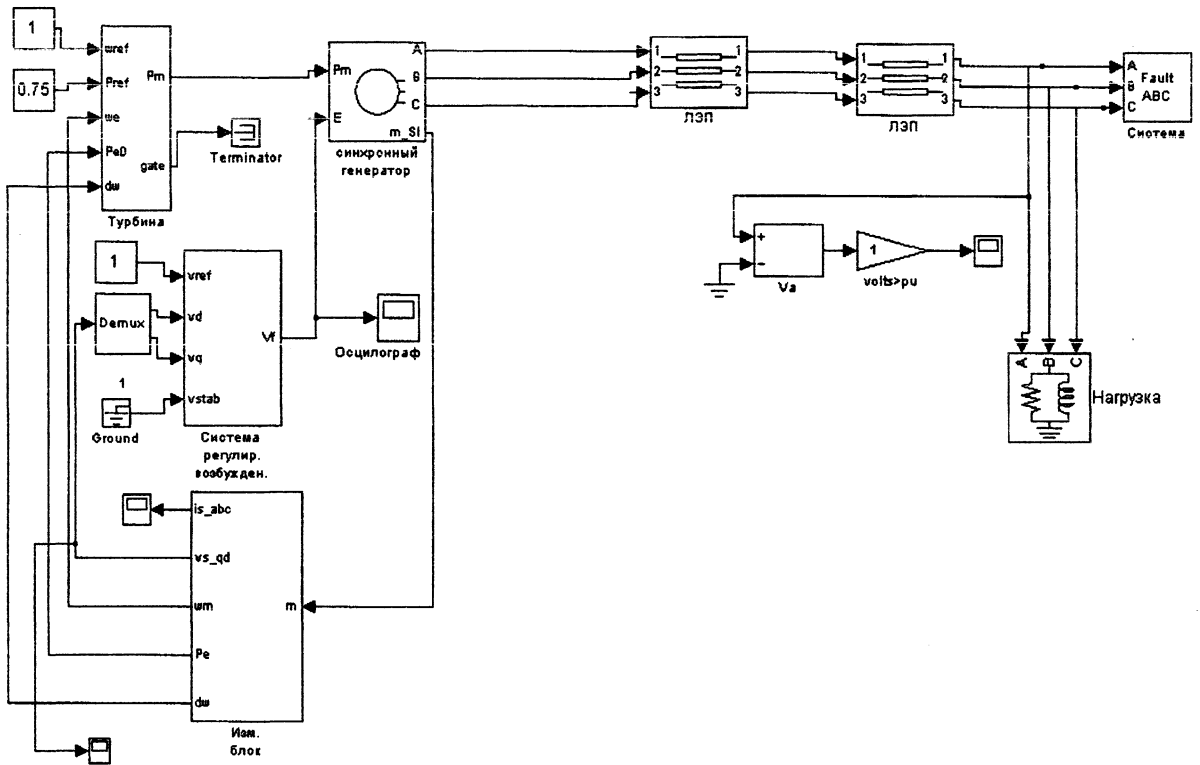 1
wref
0.75
Pref
Pm
we
Pe0
gate
dw
Турбина
Terminator
Pm
E
A
B
C
m_SI
синхронный
генератор
1
2
3
1
2
3
ЛЭП
1
2
3
1
2
3
ЛЭП
A
B
C
Fault
ABC
Система
+
-
Va
1
volts>pu
A
B
C
Нагрузка
1
vref
Demux
vd
vq
1
vstab
Ground
Vf
Система
регулир.
возбужден.
Осцилограф
is_abc
vs_qd
wm
m
Pe
dw
Изм.
блок